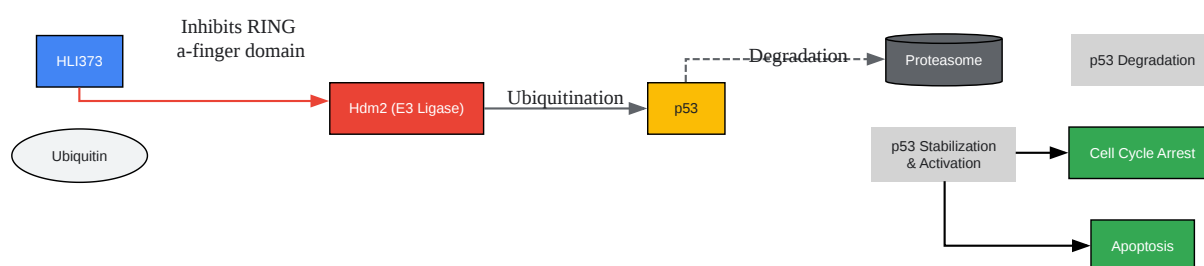 Inhibits RING
a-finger domain
HLI373
Degradation
Proteasome
p53 Degradation
Hdm2 (E3 Ligase)
Ubiquitination
p53
Ubiquitin
p53 Stabilization
& Activation
Cell Cycle Arrest
Apoptosis